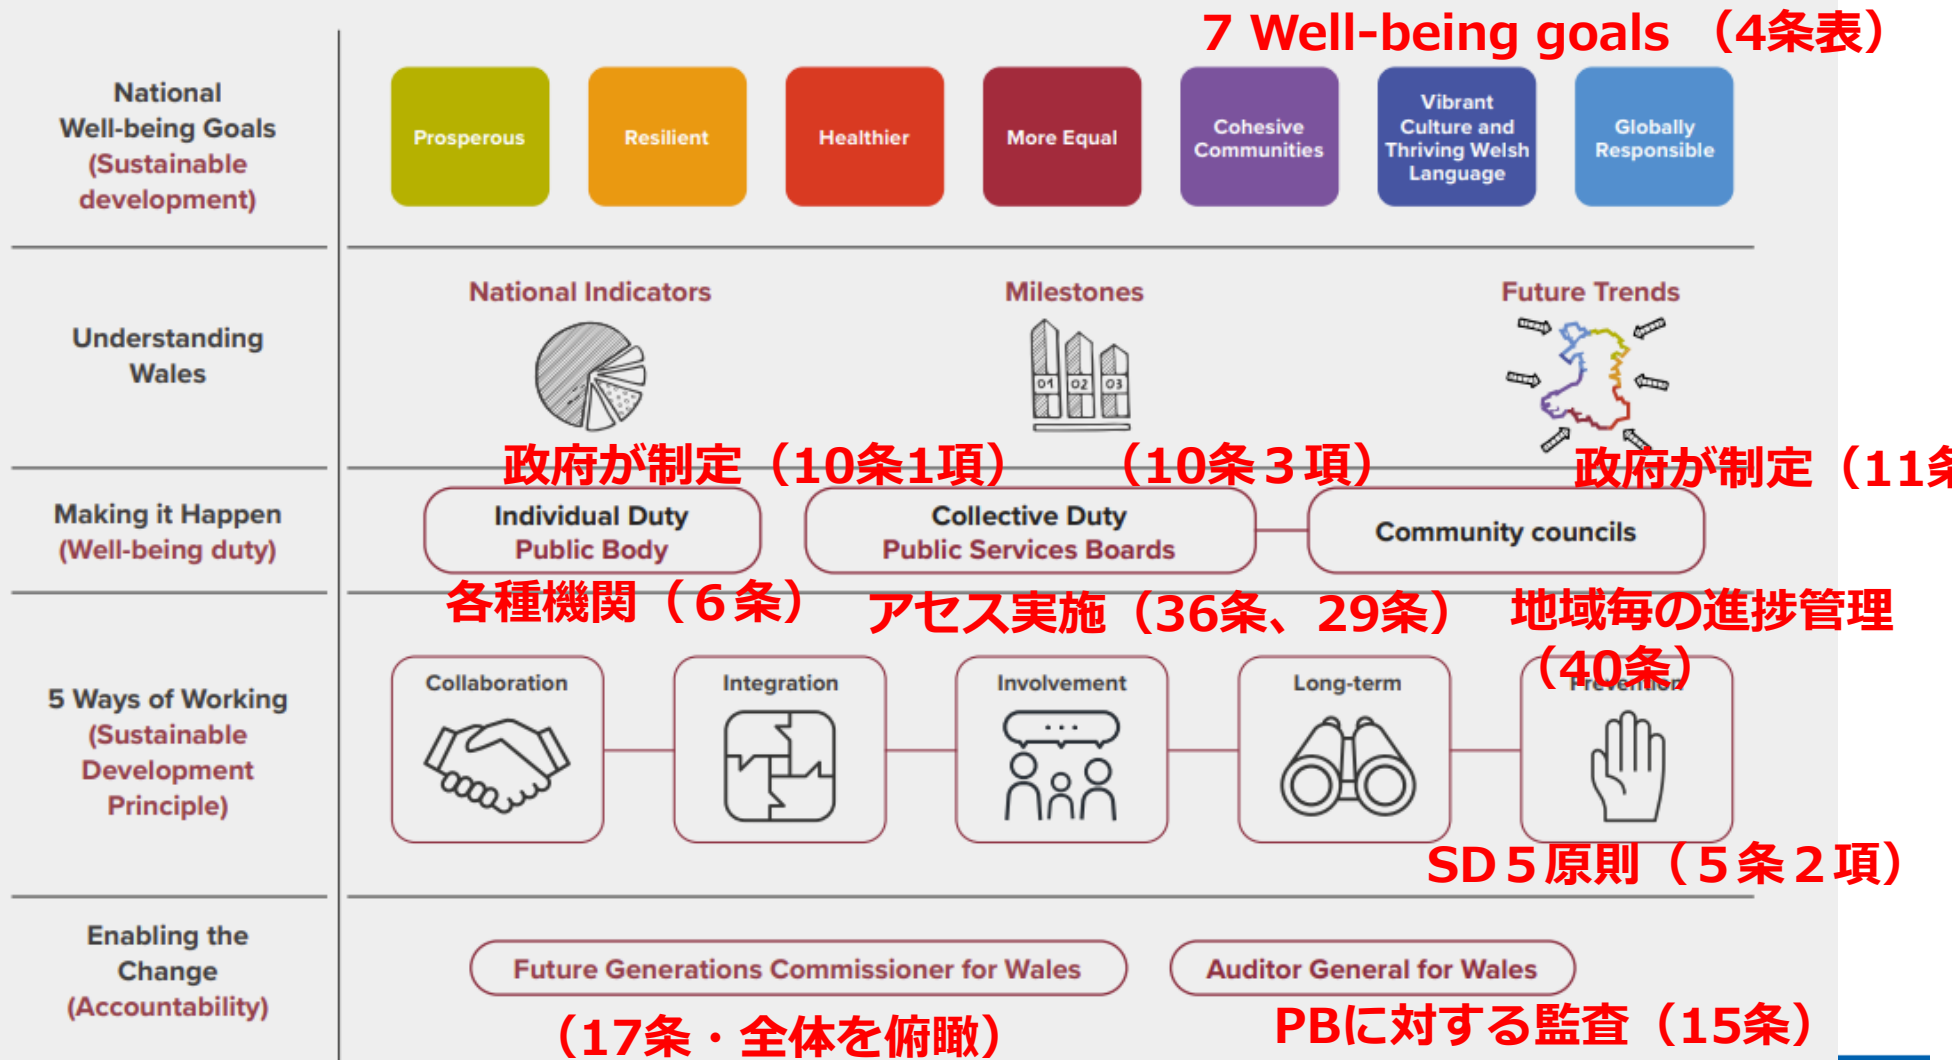 7 Well-being goals （4条表）
National
Well-being Goals
(Sustainable
development)
Prosperous
Resilient
Healthier
More Equal
Cohesive
Communities
Vibrant
Culture and
Thriving Welsh
Language
Globally
Responsible
Understanding
Wales
National Indicators
Milestones
Future Trends
01 02 03
政府が制定（10条1項）
（10条３項）
政府が制定（11条
Making it Happen
(Well-being duty)
Individual Duty
Public Body
Collective Duty
Public Services Boards
Community councils
各種機関（６条）
アセス実施（36条、29条）
地域毎の進捗管理
（40条）
5 Ways of Working
(Sustainable
Development
Principle)
Collaboration
Integration
Involvement
Long-term
Prevention
SD５原則（５条２項）
Enabling the
Change
(Accountability)
Future Generations Commissioner for Wales
Auditor General for Wales
（17条・全体を俯瞰）
PBに対する監査（15条）